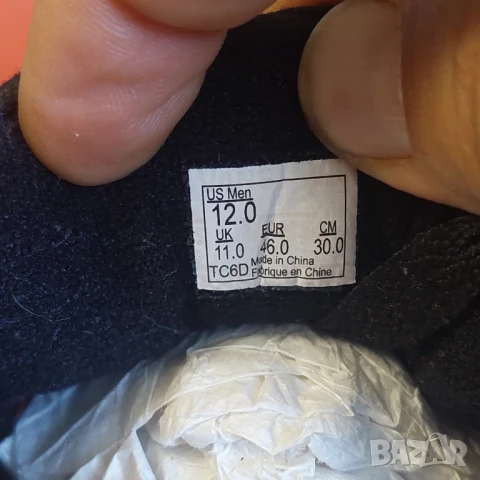 US Men
12.0
UK EUR CM
11.0 46.0 30.0
TC6D Made in China
Fabrique en Chine
BAZAR